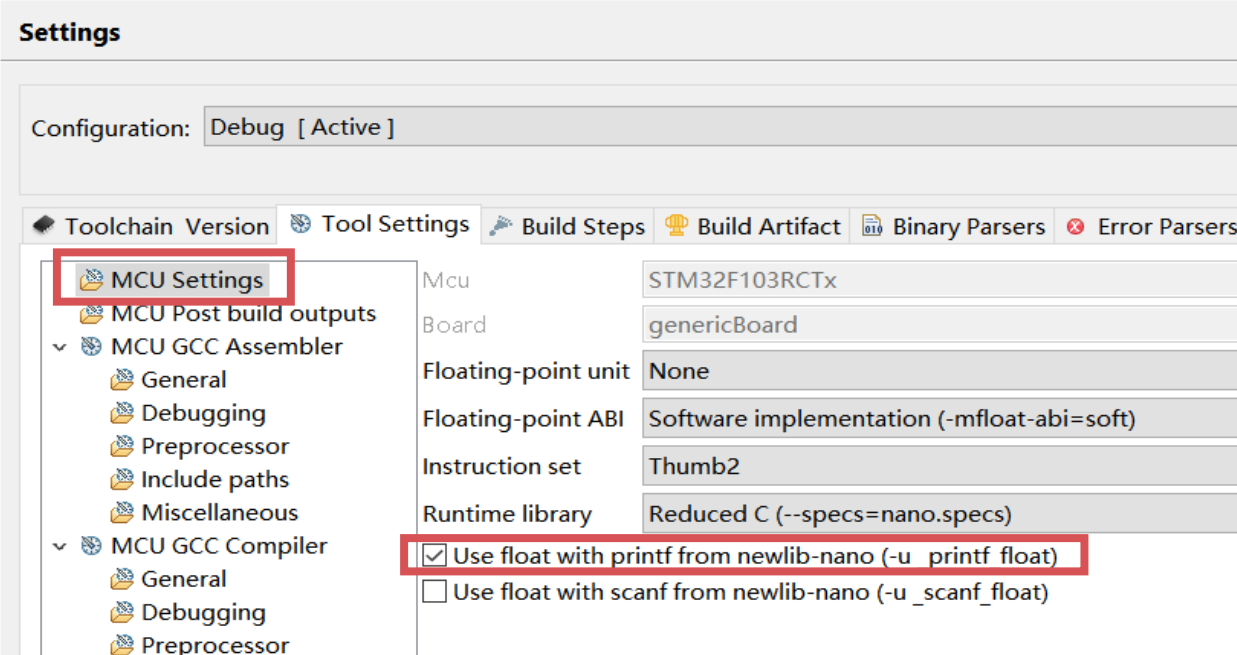 Settings
Configuration: Debug [ Active ]
Toolchain Version Tool Settings Build Steps Build Artifact Binary Parsers Error Parsers
MCU Settings
MCU Post build outputs
MCU GCC Assembler
General
Debugging
Preprocessor
Include paths
Miscellaneous
MCU GCC Compiler
General
Debugging
Preprocessor
Mcu STM32F103RCTx
Board genericBoard
Floating-point unit None
Floating-point ABI Software implementation (-mfloat-abi=soft)
Instruction set Thumb2
Runtime library Reduced C (--specs=nano.specs)
Use float with printf from newlib-nano (-u _printf_float)
Use float with scanf from newlib-nano (-u _scanf_float)